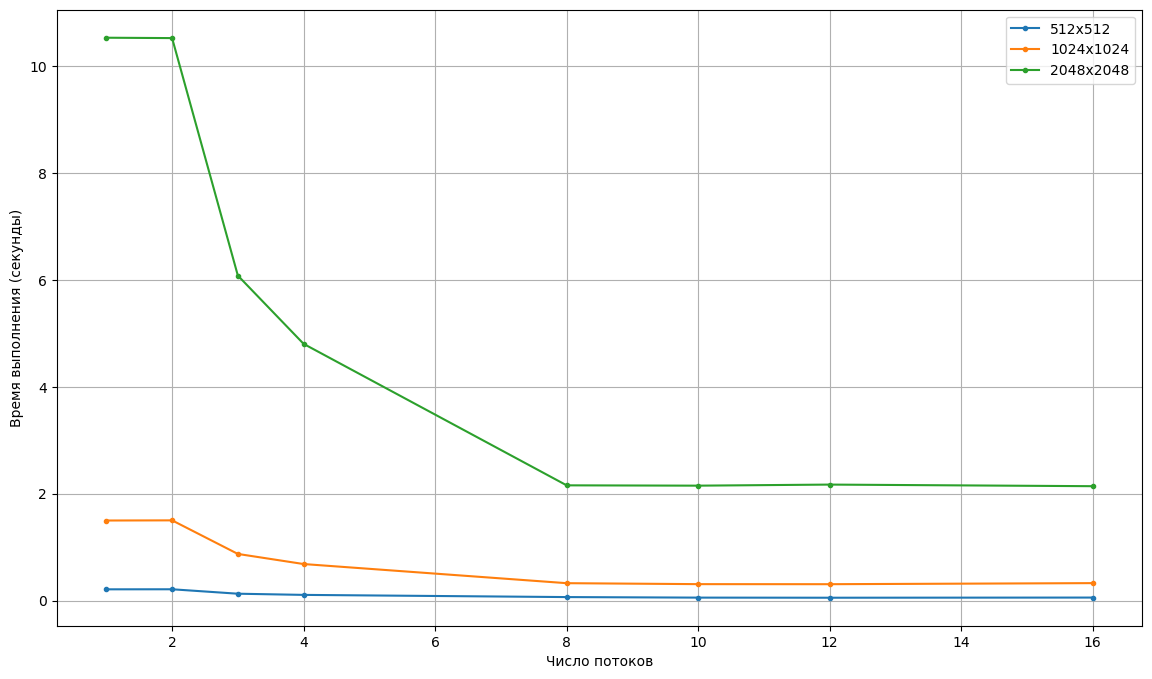 512x512
1024x1024
2048x2048
10
8
6
4
2
0
Время выполнения (секунды)
2 4 6 8 10 12 14 16
Число потоков